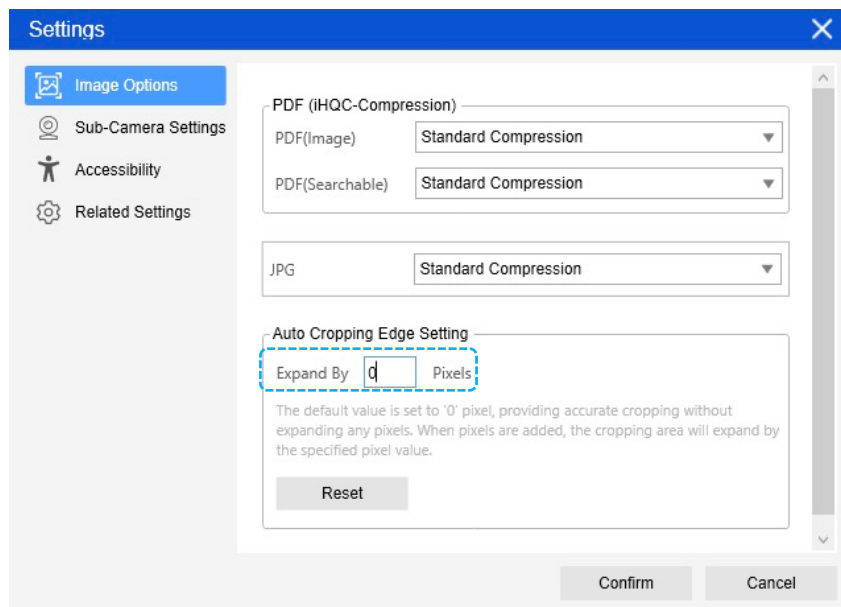 Settings
Image Options
Sub-Camera Settings
Accessibility
Related Settings
PDF (iHQC-Compression)
PDF(Image) Standard Compression
PDF(Searchable) Standard Compression
JPG Standard Compression
Auto Cropping Edge Setting
Expand By 0 Pixels
The default value is set to '0' pixel, providing accurate cropping without
expanding any pixels. When pixels are added, the cropping area will expand by
the specified pixel value.
Reset
Confirm Cancel